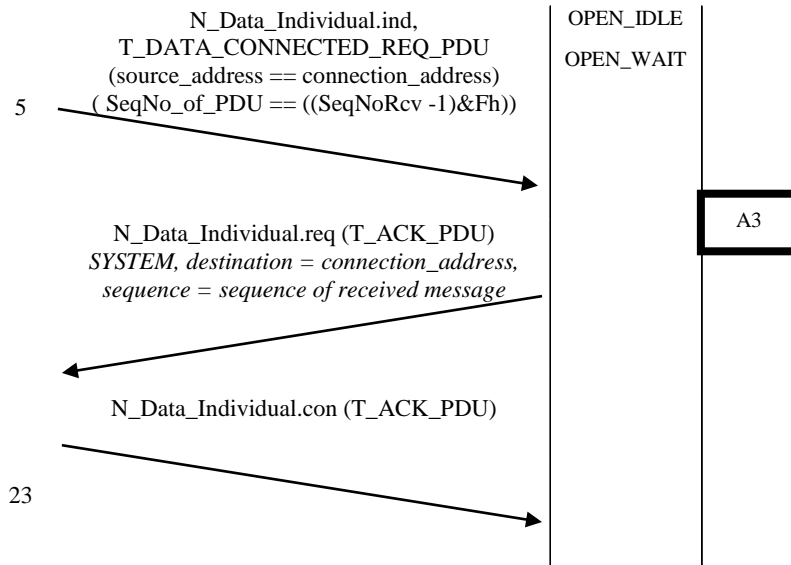 N_Data_Individual.ind,
T_DATA_CONNECTED_REQ_PDU
(source_address == connection_address)
( SeqNo_of_PDU == ((SeqNoRcv -1)&Fh))
5
OPEN_IDLE
OPEN_WAIT
A3
N_Data_Individual.req (T_ACK_PDU)
SYSTEM, destination = connection_address,
sequence = sequence of received message
N_Data_Individual.con (T_ACK_PDU)
23